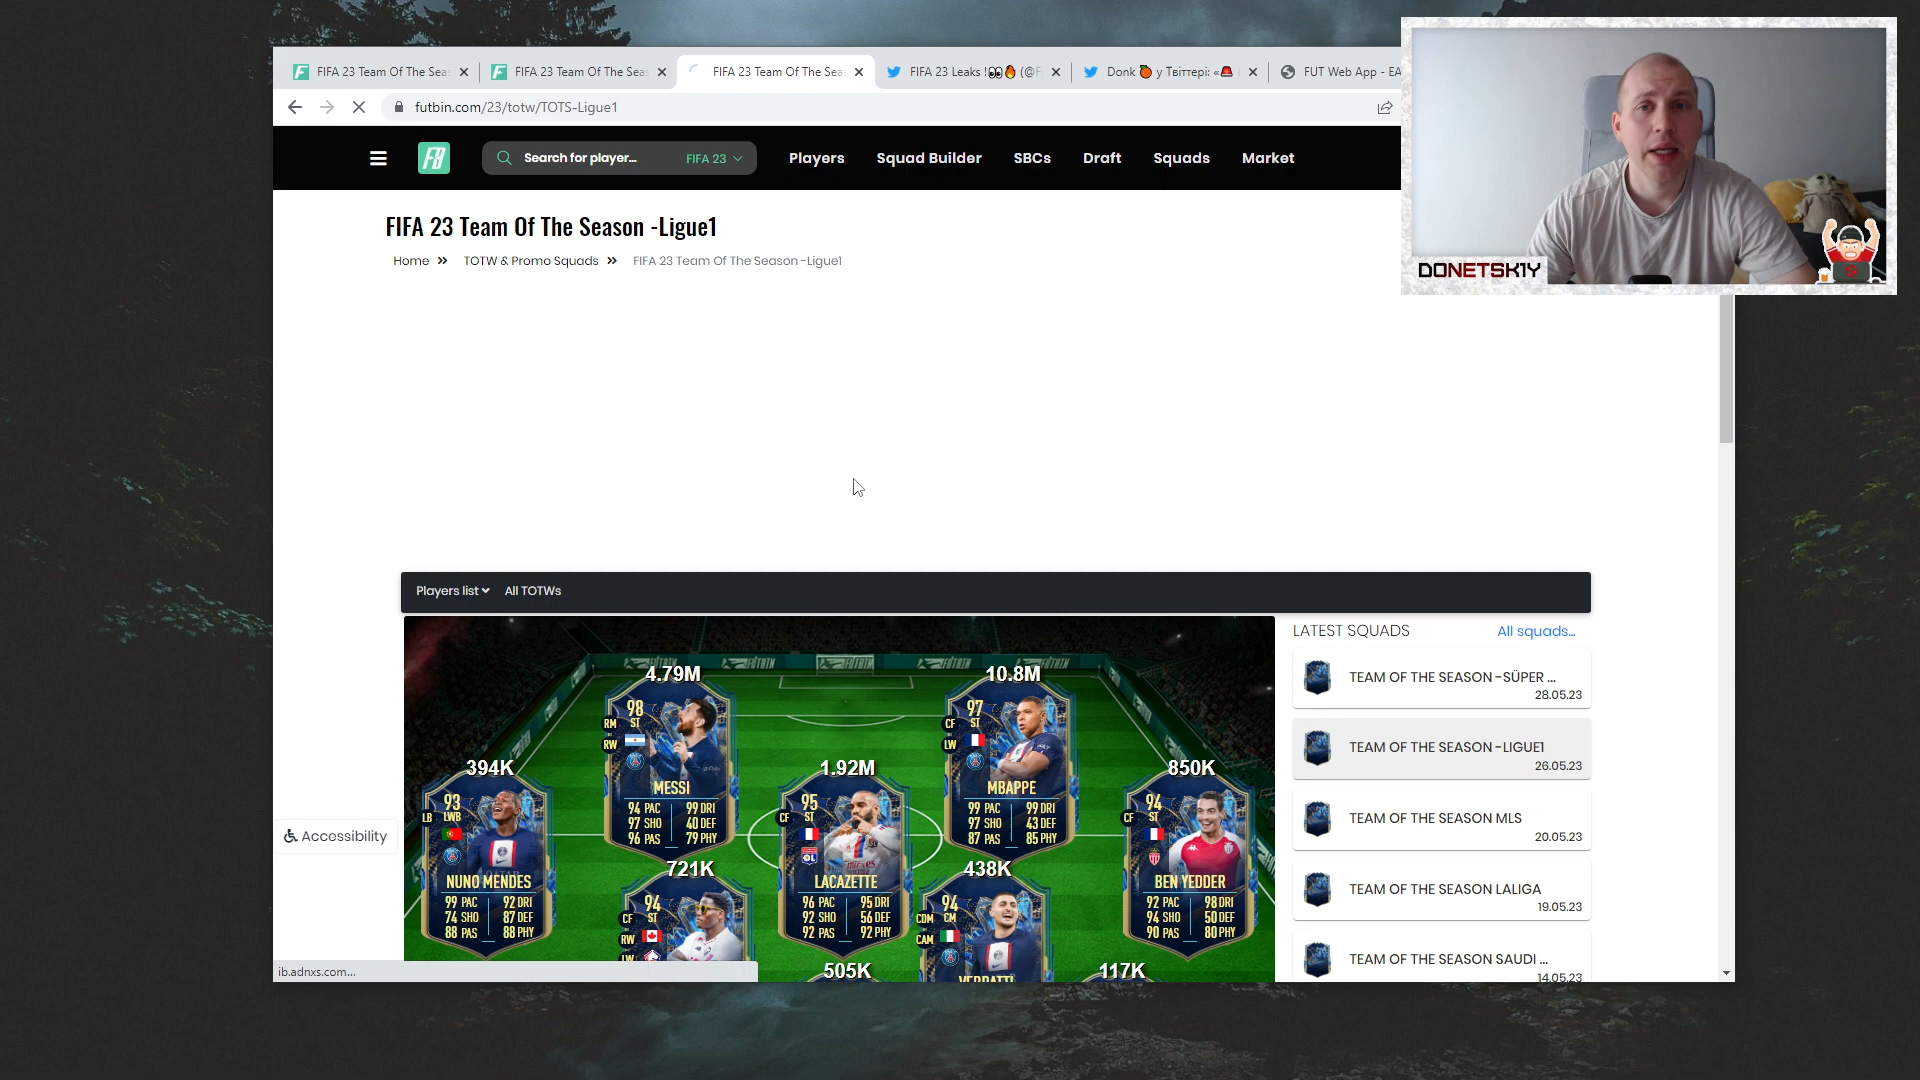 FIFA 23 Team Of The Seas
FIFA 23 Team Of The Seas
FIFA 23 Team Of The Sea
FIFA 23 Leaks !👀🔥 (@F
Donk 🍊 у Твіттері: «🚨
FUT Web App - EA
futbin.com/23/totw/TOTS-Ligue1
FB
Search for player...
FIFA 23
Players
Squad Builder
SBCs
Draft
Squads
Market
DONETSK1Y
FIFA 23 Team Of The Season -Ligue1
Home » TOTW & Promo Squads » FIFA 23 Team Of The Season -Ligue1
Players list
All TOTWs
LATEST SQUADS
All squads...
TEAM OF THE SEASON -SÜPER ...
28.05.23
TEAM OF THE SEASON -LIGUE1
26.05.23
TEAM OF THE SEASON MLS
20.05.23
TEAM OF THE SEASON LALIGA
19.05.23
TEAM OF THE SEASON SAUDI ...
14.05.23
4.79M
98
ST
RM
RW
MESSI
94 PAC 99 DRI
97 SHO 40 DEF
96 PAS 79 PHY
10.8M
97
ST
CF
LW
MBAPPE
99 PAC 99 DRI
97 SHO 43 DEF
87 PAS 85 PHY
394K
93
LWB
LB
NUNO MENDES
99 PAC 92 DRI
74 SHO 87 DEF
88 PAS 88 PHY
1.92M
95
ST
CF
LACAZETTE
96 PAC 95 DRI
92 SHO 56 DEF
92 PAS 92 PHY
850K
94
ST
CF
BEN YEDDER
92 PAC 98 DRI
94 SHO 50 DEF
90 PAS 80 PHY
721K
94
ST
CF
RW
LW
438K
94
CM
CDM
CAM
VERRATTI
505K
117K
Accessibility
ib.adnxs.com...